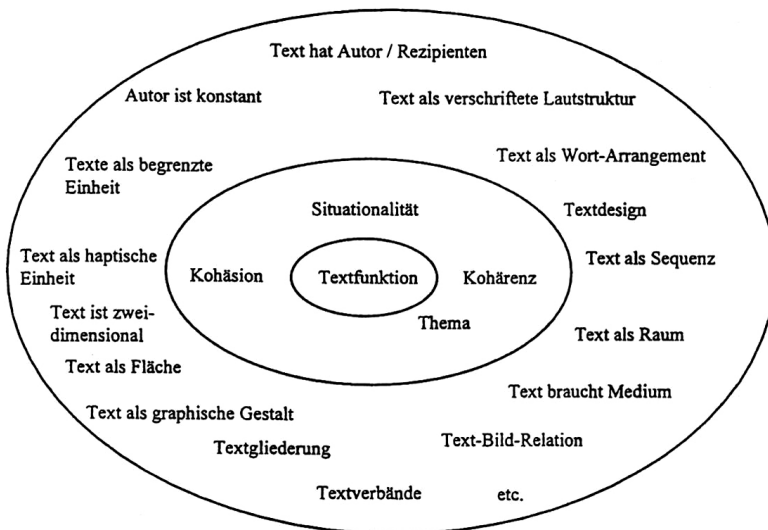 Text hat Autor / Rezipienten
Autor ist konstant
Text als verschriftete Lautstruktur
Texte als begrenzte
Einheit
Text als Wort-Arrangement
Situationalität
Textdesign
Text als haptische
Einheit
Kohäsion
Textfunktion
Kohärenz
Text als Sequenz
Text ist zwei-
dimensional
Thema
Text als Raum
Text als Fläche
Text braucht Medium
Text als graphische Gestalt
Textgliederung
Text-Bild-Relation
Textverbände
etc.